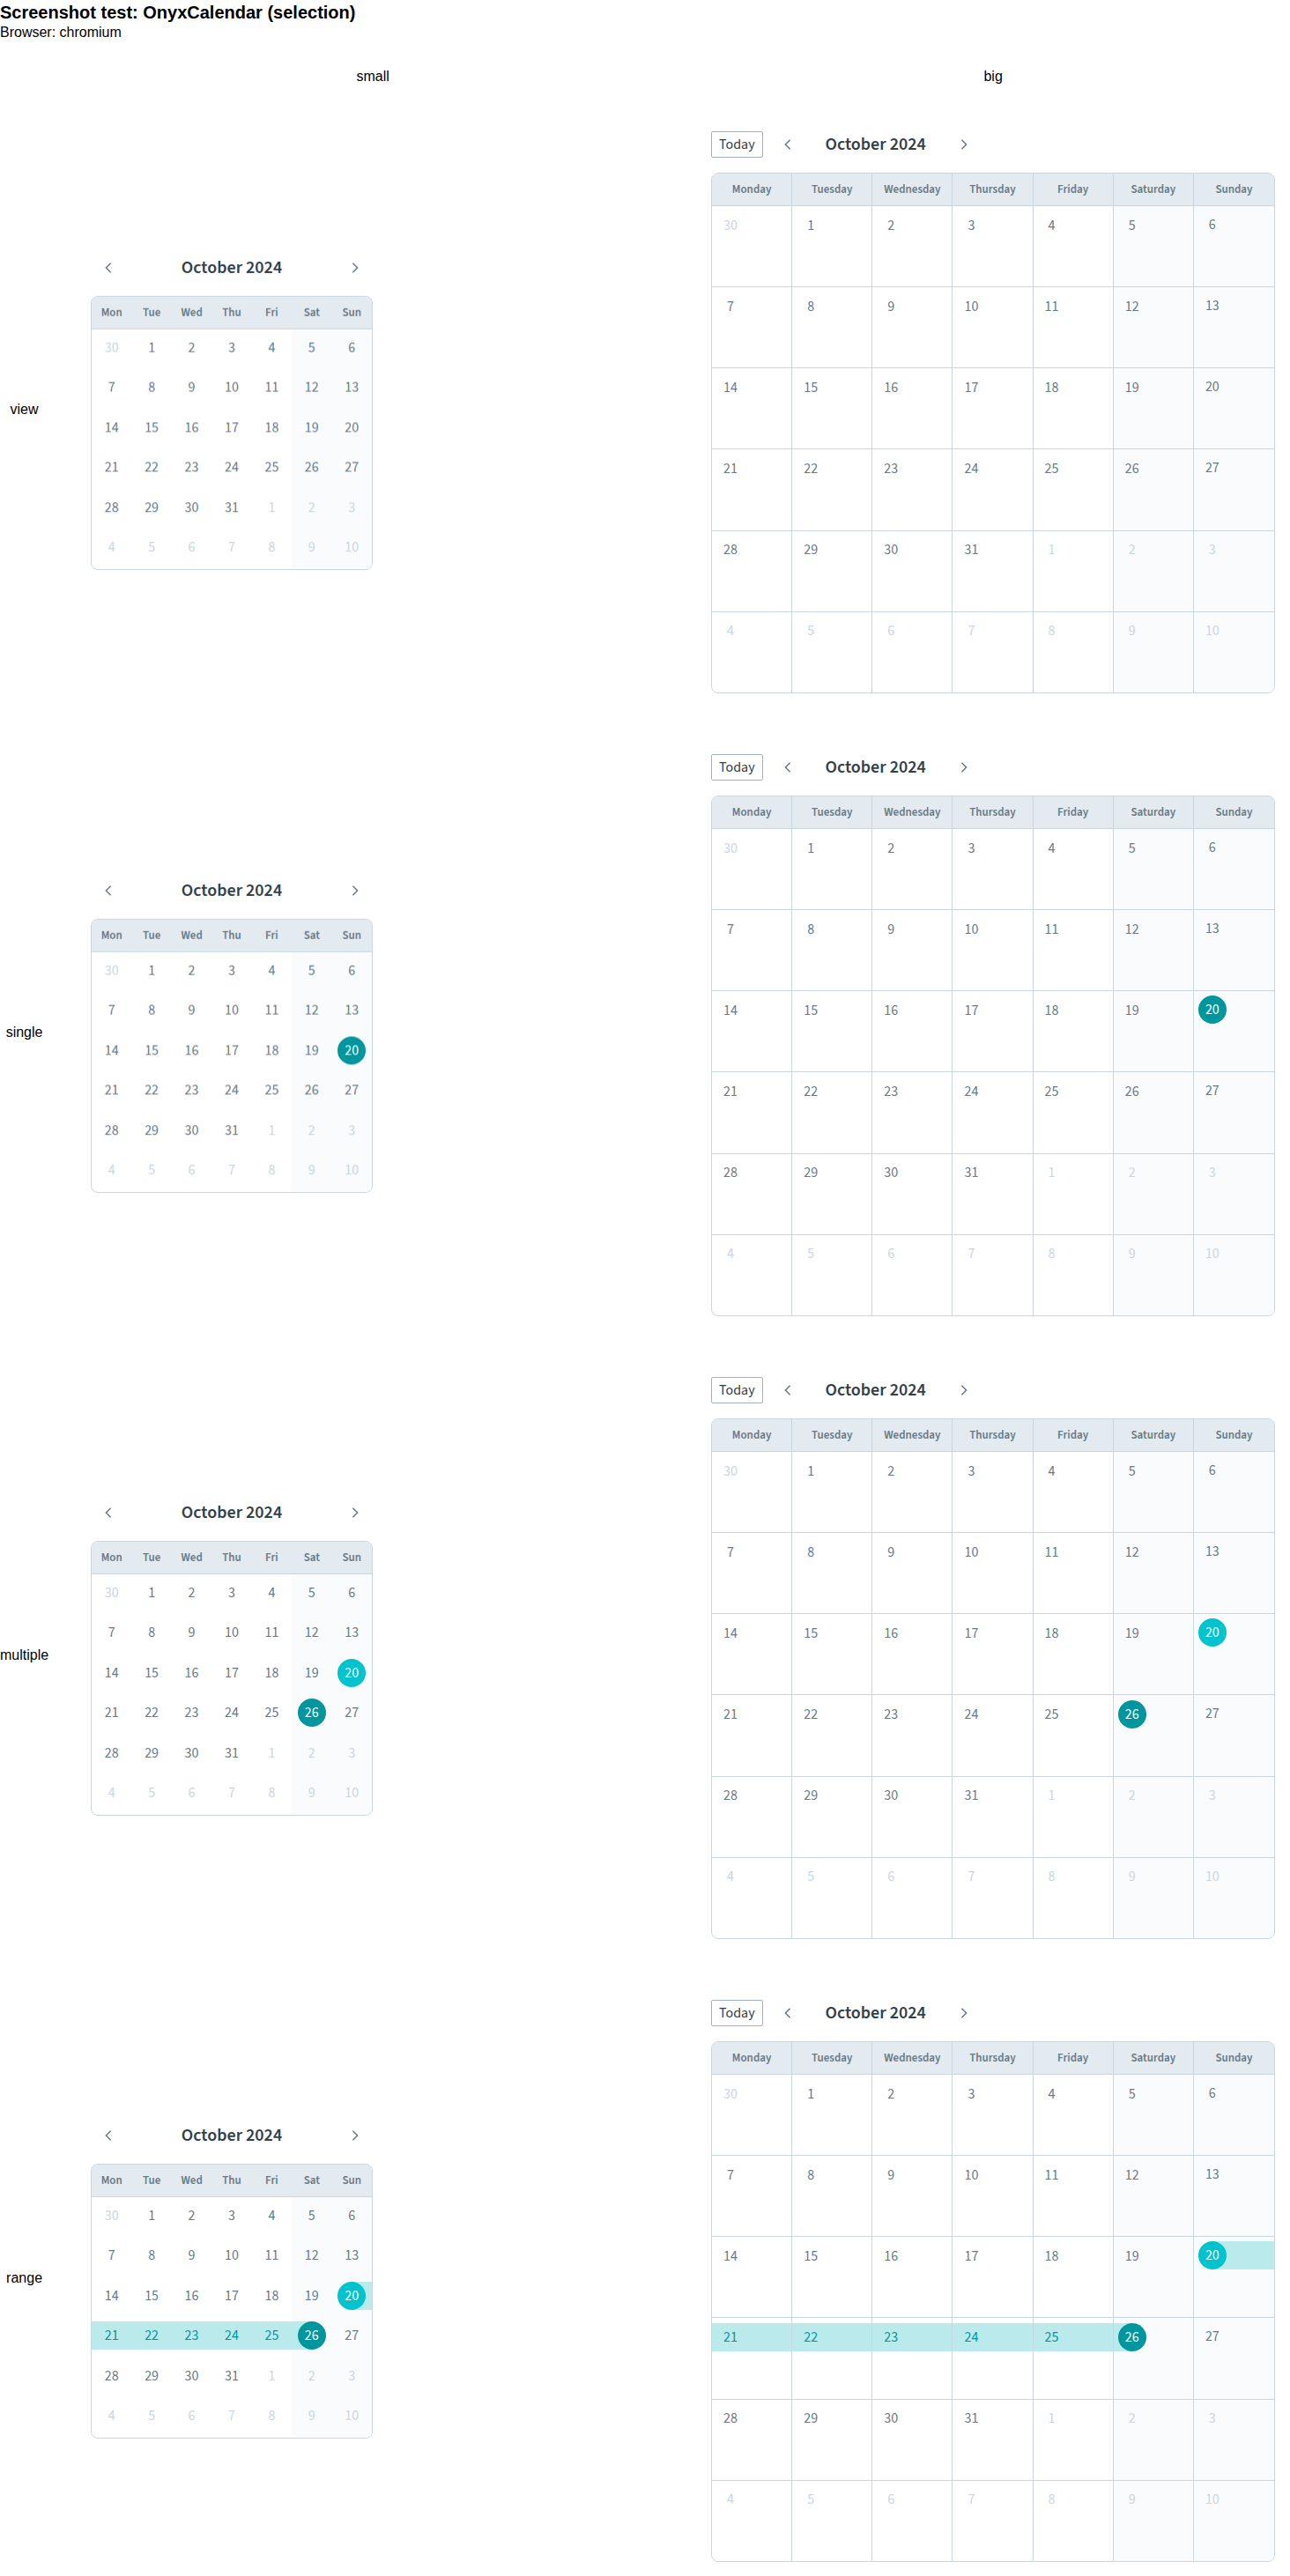 Screenshot test: OnyxCalendar (selection)
Browser: chromium
small big
view
October 2024
Mon Tue Wed Thu Fri Sat Sun
30 1 2 3 4 5 6
7 8 9 10 11 12 13
14 15 16 17 18 19 20
21 22 23 24 25 26 27
28 29 30 31 1 2 3
4 5 6 7 8 9 10
Today October 2024
Monday Tuesday Wednesday Thursday Friday Saturday Sunday
30 1 2 3 4 5 6
7 8 9 10 11 12 13
14 15 16 17 18 19 20
21 22 23 24 25 26 27
28 29 30 31 1 2 3
4 5 6 7 8 9 10
single
October 2024
Mon Tue Wed Thu Fri Sat Sun
30 1 2 3 4 5 6
7 8 9 10 11 12 13
14 15 16 17 18 19 20
21 22 23 24 25 26 27
28 29 30 31 1 2 3
4 5 6 7 8 9 10
Today October 2024
Monday Tuesday Wednesday Thursday Friday Saturday Sunday
30 1 2 3 4 5 6
7 8 9 10 11 12 13
14 15 16 17 18 19 20
21 22 23 24 25 26 27
28 29 30 31 1 2 3
4 5 6 7 8 9 10
multiple
October 2024
Mon Tue Wed Thu Fri Sat Sun
30 1 2 3 4 5 6
7 8 9 10 11 12 13
14 15 16 17 18 19 20
21 22 23 24 25 26 27
28 29 30 31 1 2 3
4 5 6 7 8 9 10
Today October 2024
Monday Tuesday Wednesday Thursday Friday Saturday Sunday
30 1 2 3 4 5 6
7 8 9 10 11 12 13
14 15 16 17 18 19 20
21 22 23 24 25 26 27
28 29 30 31 1 2 3
4 5 6 7 8 9 10
range
October 2024
Mon Tue Wed Thu Fri Sat Sun
30 1 2 3 4 5 6
7 8 9 10 11 12 13
14 15 16 17 18 19 20
21 22 23 24 25 26 27
28 29 30 31 1 2 3
4 5 6 7 8 9 10
Today October 2024
Monday Tuesday Wednesday Thursday Friday Saturday Sunday
30 1 2 3 4 5 6
7 8 9 10 11 12 13
14 15 16 17 18 19 20
21 22 23 24 25 26 27
28 29 30 31 1 2 3
4 5 6 7 8 9 10